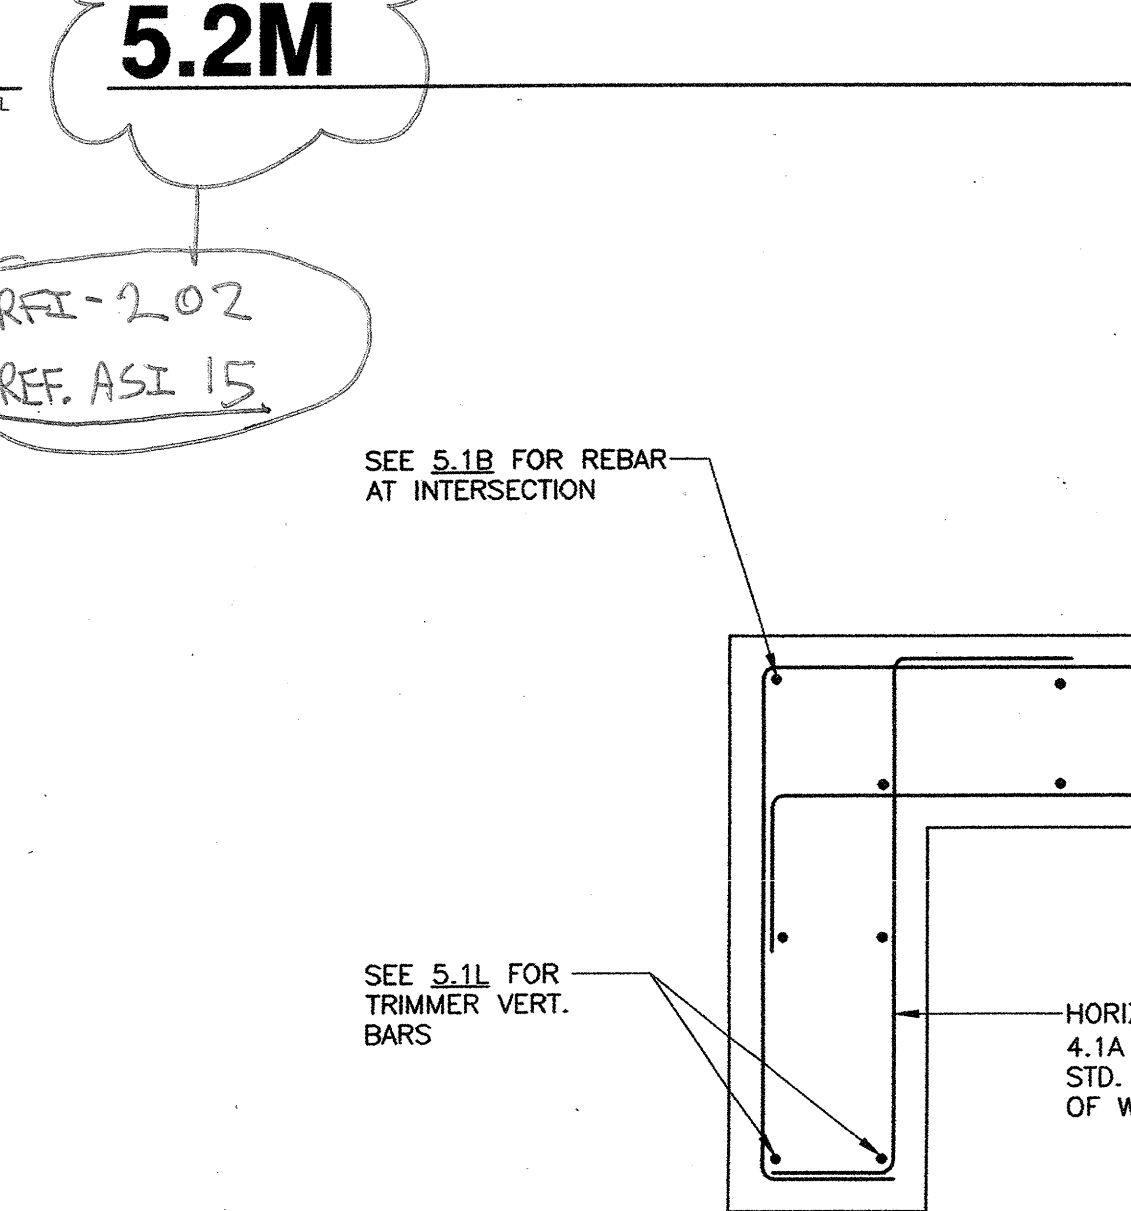 5.2M
L
RFI-202
REF. ASI 15
SEE 5.1B FOR REBAR
AT INTERSECTION
SEE 5.1L FOR
TRIMMER VERT.
BARS
HORI
4.1A
STD.
OF W